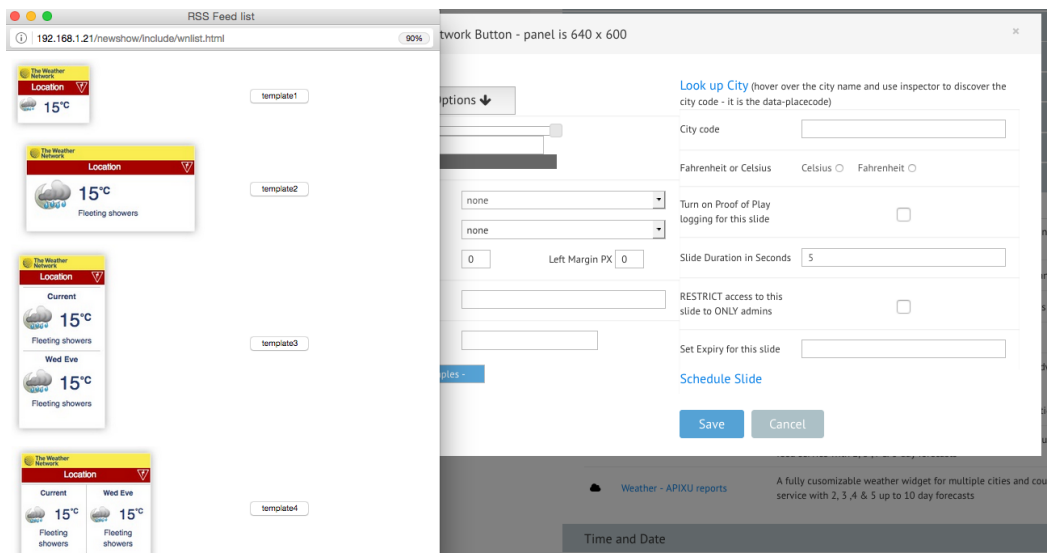 RSS Feed list
192.168.1.21/newshow/include/wnlist.html
90%
The Weather
Network
Location
15°C
template1
The Weather
Network
Location
15°C
Fleeting showers
template2
The Weather
Network
Location
Current
15°C
Fleeting showers
Wed Eve
15°C
Fleeting showers
template3
The Weather
Network
Location
Current Wed Eve
15°C 15°C
Fleeting Fleeting
showers showers
template4
twork Button - panel is 640 x 600
×
ptions
none
none
0 Left Margin PX 0
ples -
Look up City (hover over the city name and use inspector to discover the
city code - it is the data-placecode)
City code
Fahrenheit or Celsius Celsius Fahrenheit
Turn on Proof of Play
logging for this slide
Slide Duration in Seconds 5
RESTRICT access to this
slide to ONLY admins
Set Expiry for this slide
Schedule Slide
Save Cancel
Weather - APIXU reports
A fully cusomizable weather widget for multiple cities and cou
service with 2, 3 ,4 & 5 up to 10 day forecasts
Time and Date